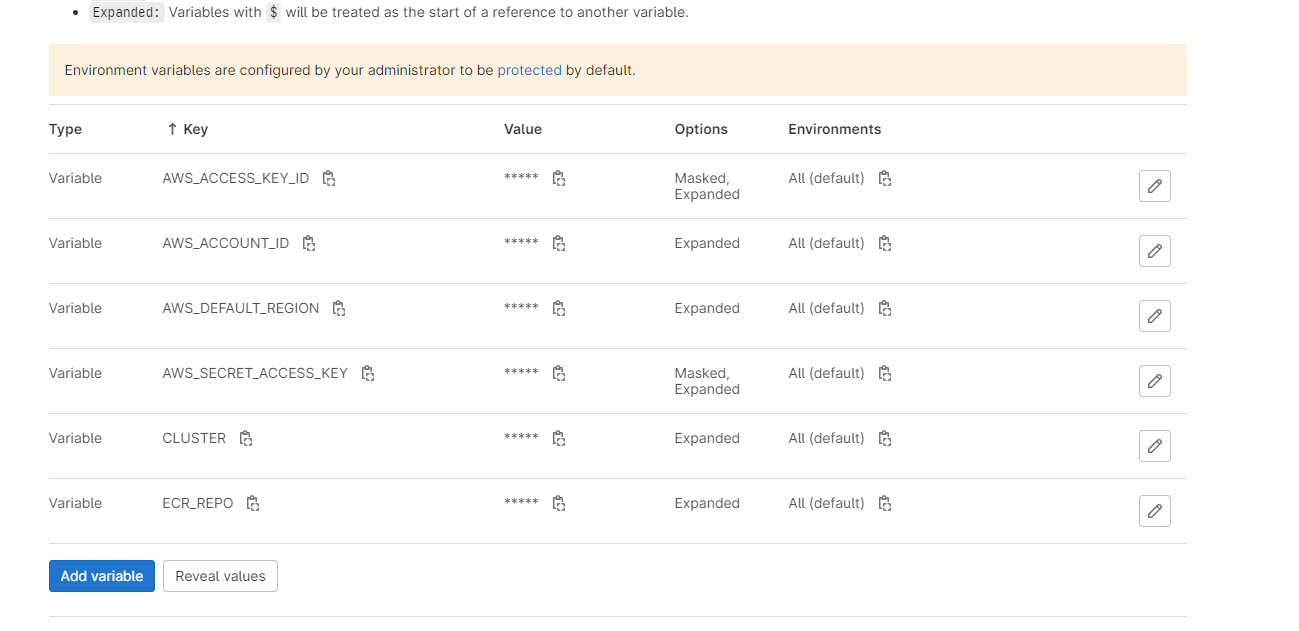 Expanded: Variables with $ will be treated as the start of a reference to another variable.
Environment variables are configured by your administrator to be protected by default.
Type ↑ Key Value Options Environments
Variable AWS_ACCESS_KEY_ID ***** Masked, Expanded All (default)
Variable AWS_ACCOUNT_ID ***** Expanded All (default)
Variable AWS_DEFAULT_REGION ***** Expanded All (default)
Variable AWS_SECRET_ACCESS_KEY ***** Masked, Expanded All (default)
Variable CLUSTER ***** Expanded All (default)
Variable ECR_REPO ***** Expanded All (default)
Add variable Reveal values